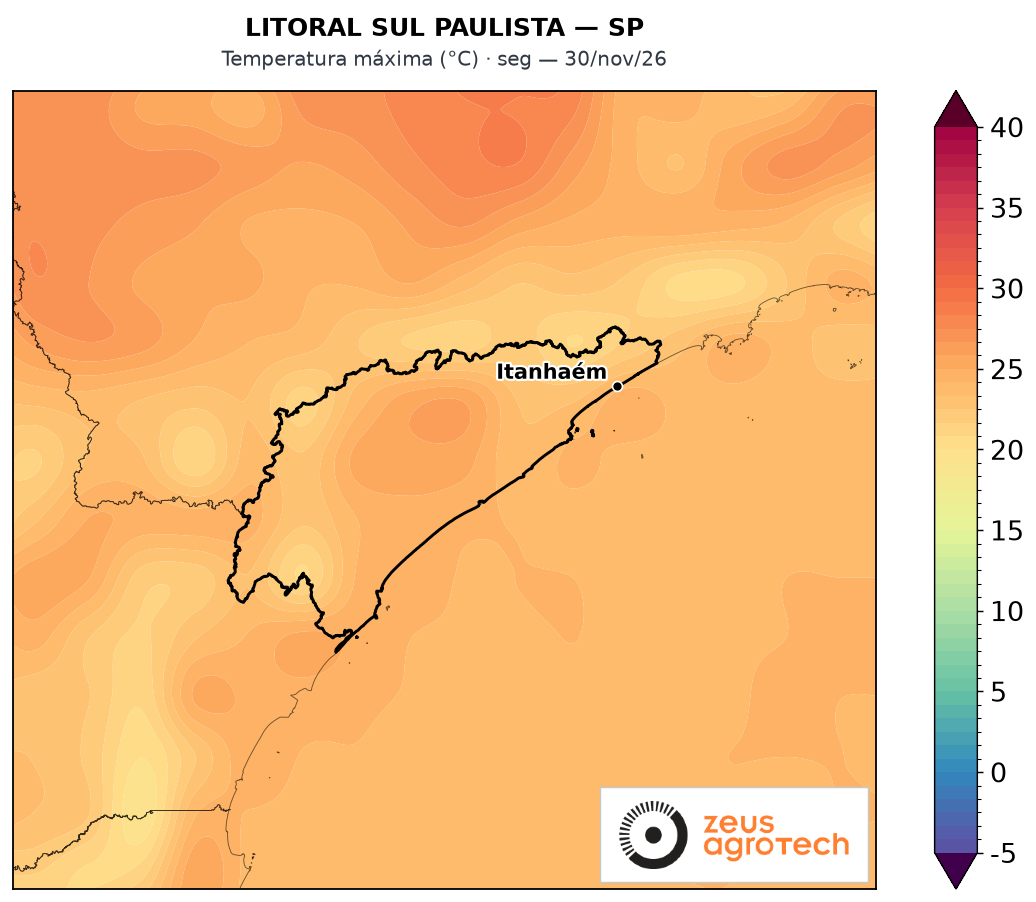 LITORAL SUL PAULISTA — SP
Temperatura máxima (°C) · seg — 30/nov/26
40
35
30
25
20
15
10
5
0
-5
Itanhaém
zeus
agrotech